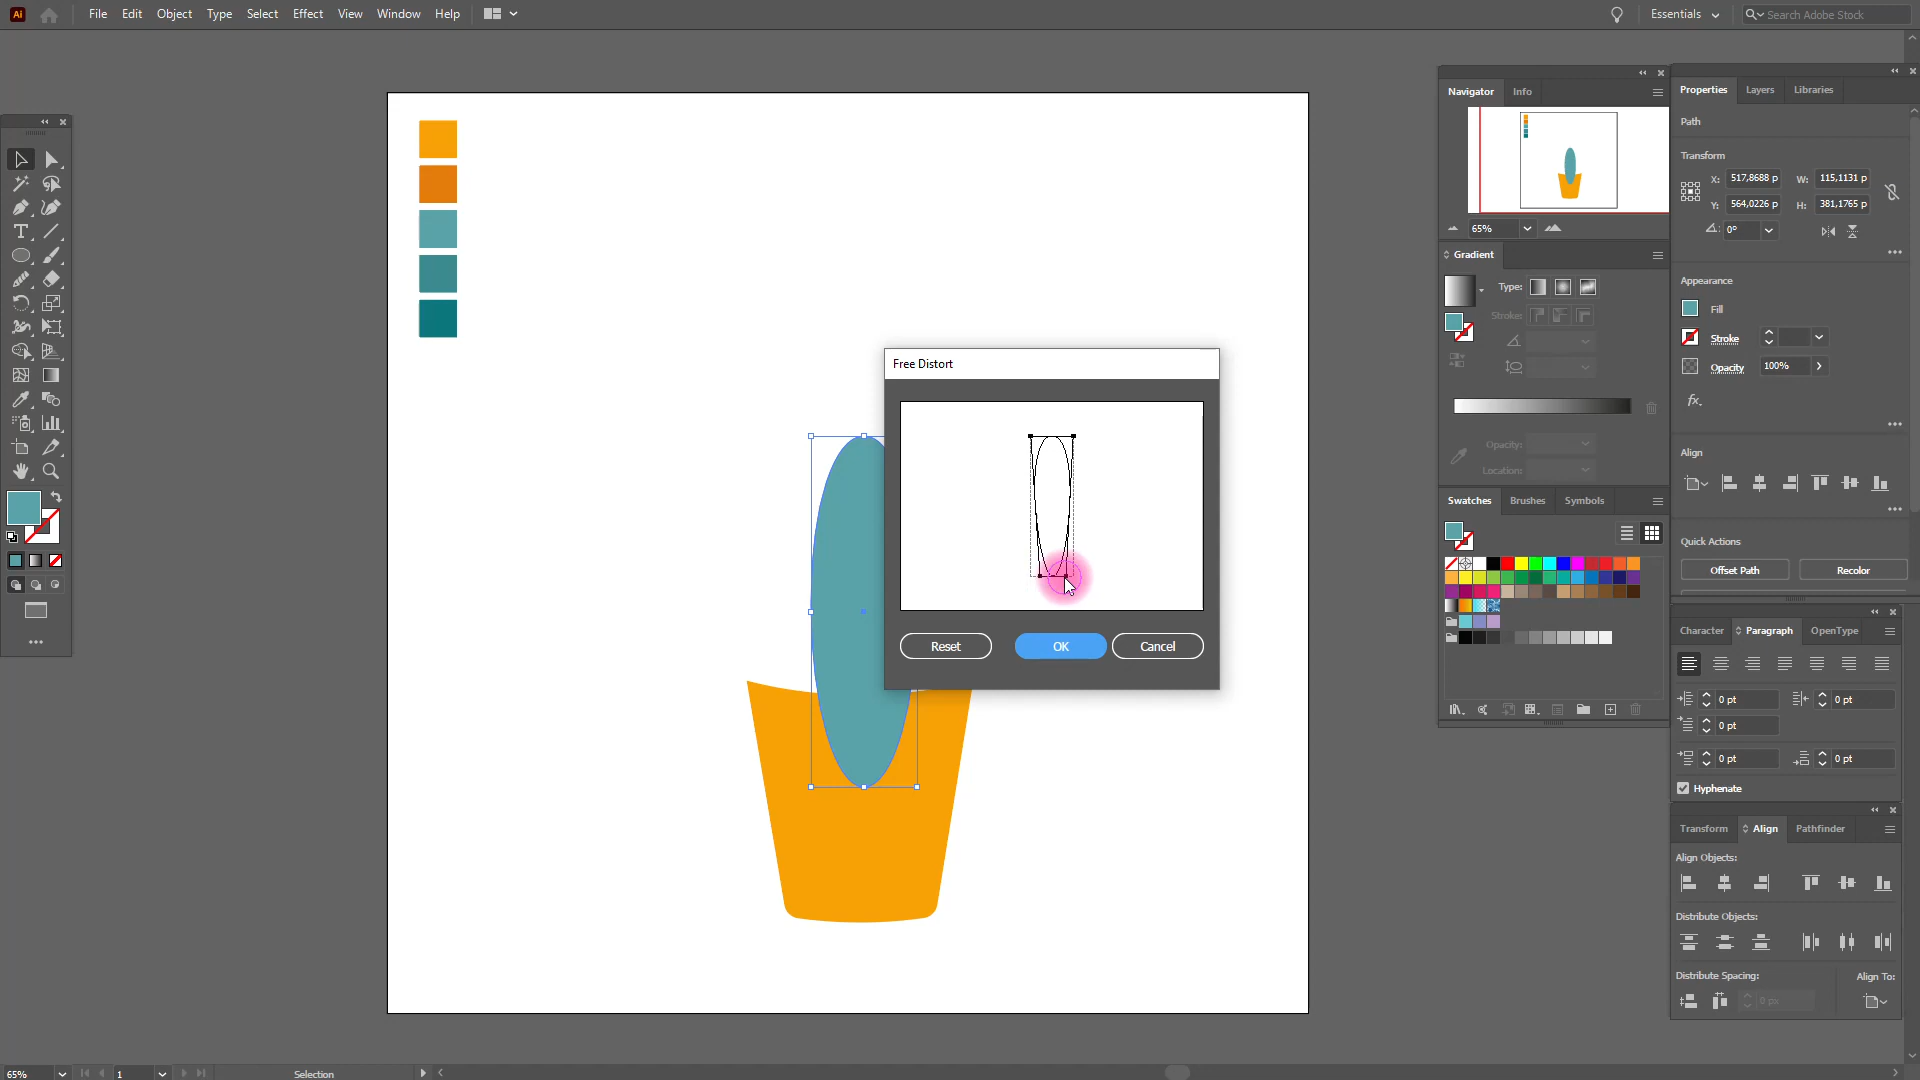 Ai File Edit Object Type Select Effect View Window Help
Essentials
Search Adobe Stock
Navigator Info
65%
Gradient
Type:
Stroke:
Opacity:
Location:
Swatches Brushes Symbols
Properties Layers Libraries
Path
Transform
X: 517,8688 p W: 115,1131 p
Y: 564,0226 p H: 381,1765 p
0°
Appearance
Fill
Stroke
Opacity 100%
fx.
Align
Quick Actions
Offset Path Recolor
Character Paragraph OpenType
0 pt 0 pt
0 pt
0 pt 0 pt
Hyphenate
Transform Align Pathfinder
Align Objects:
Distribute Objects:
Distribute Spacing: Align To:
0 px
Free Distort
Reset OK Cancel
65% 1 Selection